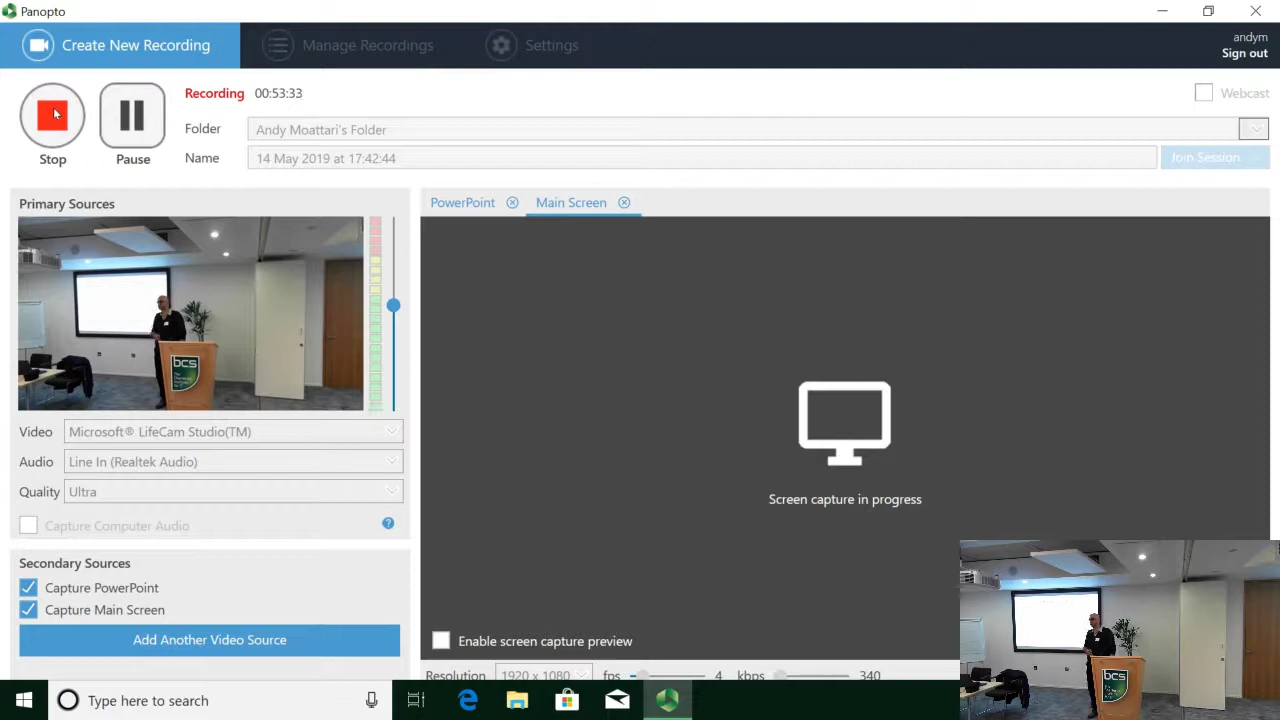 Panopto
Create New Recording
Manage Recordings
Settings
andym
Sign out
Recording 00:53:33
Webcast
Folder Andy Moattari's Folder
Name 14 May 2019 at 17:42:44
Join Session
Stop
Pause
Primary Sources
PowerPoint
Main Screen
bcs
Video Microsoft® LifeCam Studio(TM)
Audio Line In (Realtek Audio)
Quality Ultra
Capture Computer Audio
?
Screen capture in progress
Secondary Sources
Capture PowerPoint
Capture Main Screen
Add Another Video Source
Enable screen capture preview
Resolution 1920 x 1080 fps 4 kbps 340
bcs
Type here to search